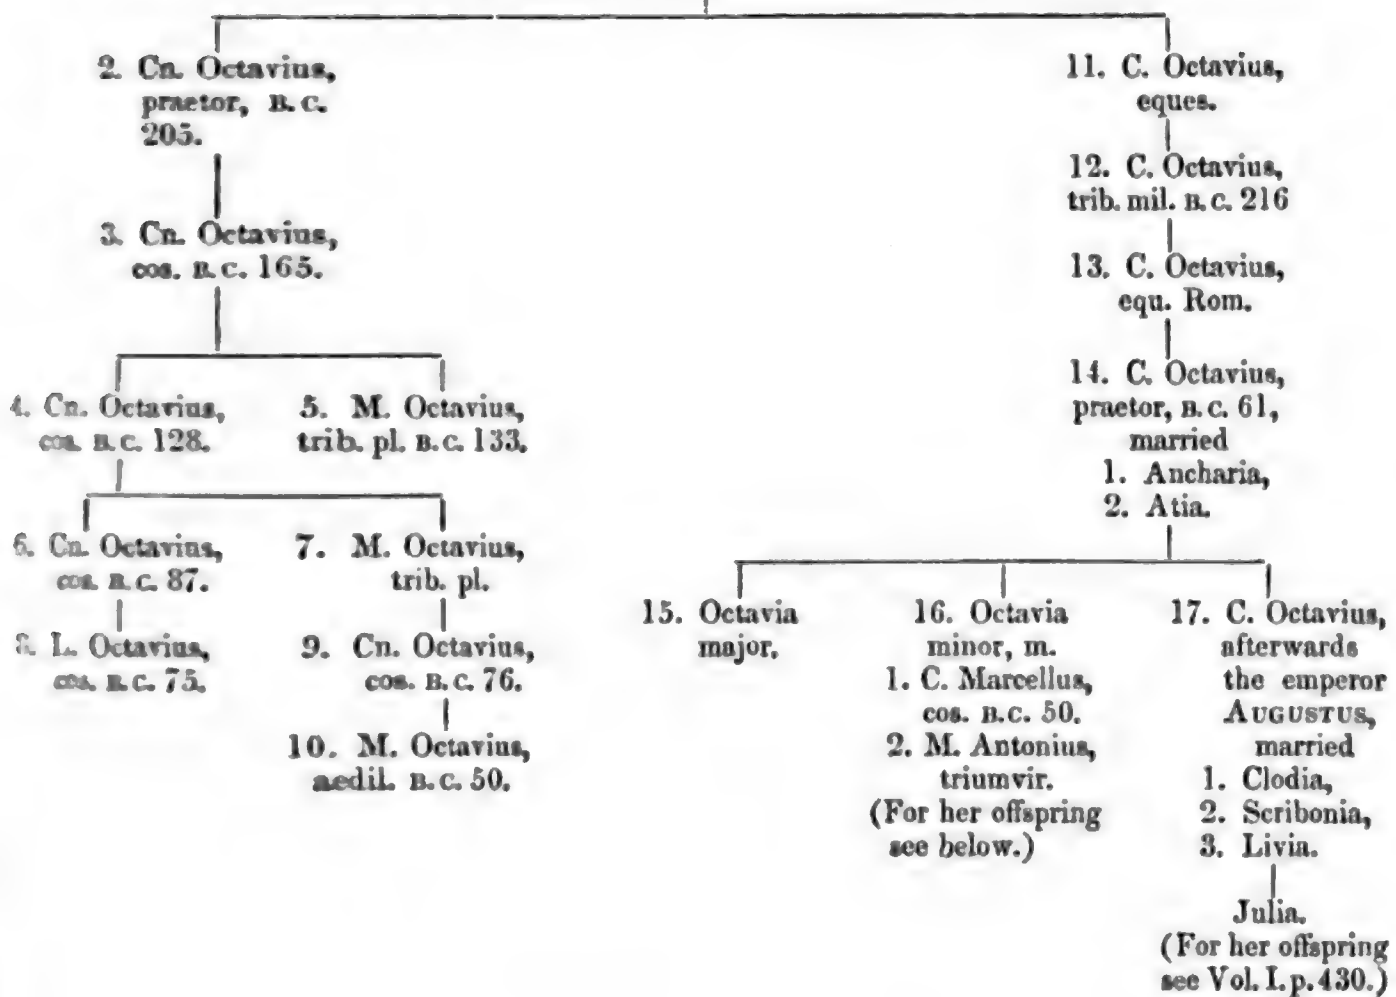 2. Cn. Octavius,
praetor, B. C.
205.
3. Cn. Octavius,
cos. B. C. 165.
4. Cn. Octavius,
cos. B. C. 128.
5. M. Octavius,
trib. pl. B. C. 133.
6. Cn. Octavius,
cos. B. C. 87.
7. M. Octavius,
trib. pl.
8. L. Octavius,
cos. B. C. 75.
9. Cn. Octavius,
cos. B. C. 76.
10. M. Octavius,
aedil. B. C. 50.
11. C. Octavius,
eques.
12. C. Octavius,
trib. mil. B. C. 216
13. C. Octavius,
equ. Rom.
14. C. Octavius,
praetor, B. C. 61,
married
1. Ancharia,
2. Atia.
15. Octavia
major.
16. Octavia
minor, m.
1. C. Marcellus,
cos. B. C. 50.
2. M. Antonius,
triumvir.
(For her offspring
see below.)
17. C. Octavius,
afterwards
the emperor
AUGUSTUS,
married
1. Clodia,
2. Scribonia,
3. Livia.
Julia.
(For her offspring
see Vol. I. p. 430.)